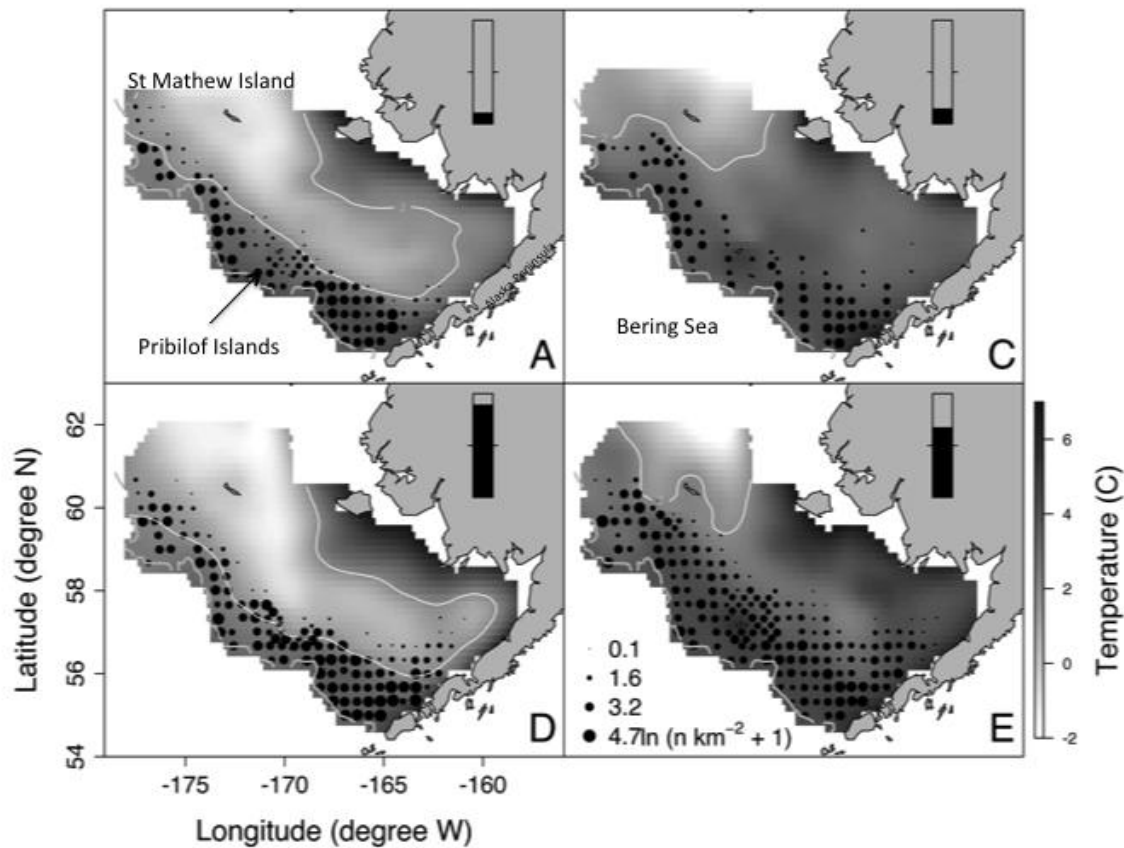 St Mathew Island
Pribilof Islands
Alaska Peninsula
A
Bering Sea
C
62
60
58
56
54
Latitude (degree N)
-175
-170
-165
-160
Longitude (degree W)
D
0.1
1.6
3.2
4.7ln (n km⁻² + 1)
E
6
4
2
0
-2
Temperature (C)